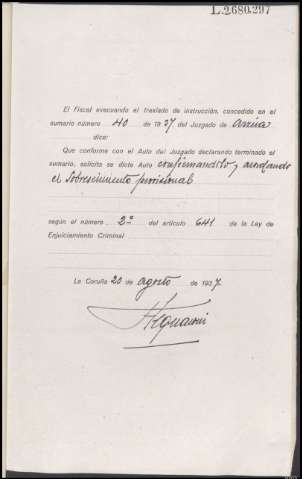 L.2680.297
El Fiscal evacuando el traslado de instrucción, concedido en el
sumario número 40 de 1937 del Juzgado de Arzúa
dice:
Que conforme con el Auto del Juzgado declarando terminado el
sumario, solicita se dicte Auto confirmandolo y acordando
el sobreseimiento provisional
según el número 2º del artículo 641 de la Ley de
Enjuiciamiento Criminal
La Coruña 20 de agosto de 1937